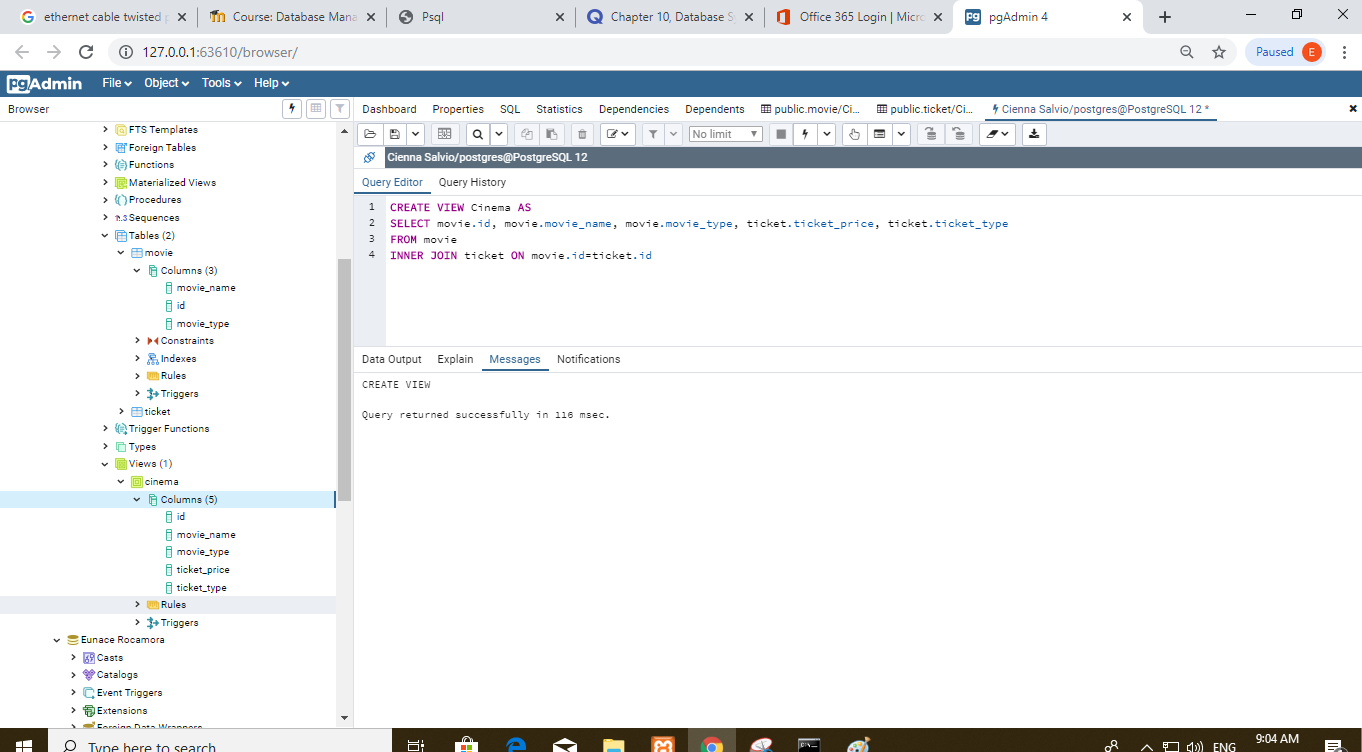 ethernet cable twisted p
Course: Database Mana
Psql
Chapter 10, Database S
Office 365 Login | Micro
pgAdmin 4
127.0.0.1:63610/browser/
Paused E
pgAdmin File Object Tools Help
Browser
Dashboard Properties SQL Statistics Dependencies Dependents public.movie/Ci... public.ticket/Ci... Cienna Salvio/postgres@PostgreSQL 12 *
No limit
Cienna Salvio/postgres@PostgreSQL 12
Query Editor Query History
1 CREATE VIEW Cinema AS
2 SELECT movie.id, movie.movie_name, movie.movie_type, ticket.ticket_price, ticket.ticket_type
3 FROM movie
4 INNER JOIN ticket ON movie.id=ticket.id
Data Output Explain Messages Notifications
CREATE VIEW
Query returned successfully in 116 msec.
FTS Templates
Foreign Tables
Functions
Materialized Views
Procedures
1..3 Sequences
Tables (2)
movie
Columns (3)
movie_name
id
movie_type
Constraints
Indexes
Rules
Triggers
ticket
Trigger Functions
Types
Views (1)
cinema
Columns (5)
id
movie_name
movie_type
ticket_price
ticket_type
Rules
Triggers
Eunace Rocamora
Casts
Catalogs
Event Triggers
Extensions
Foreign Data Wrappers
Type here to search
ENG
9:04 AM